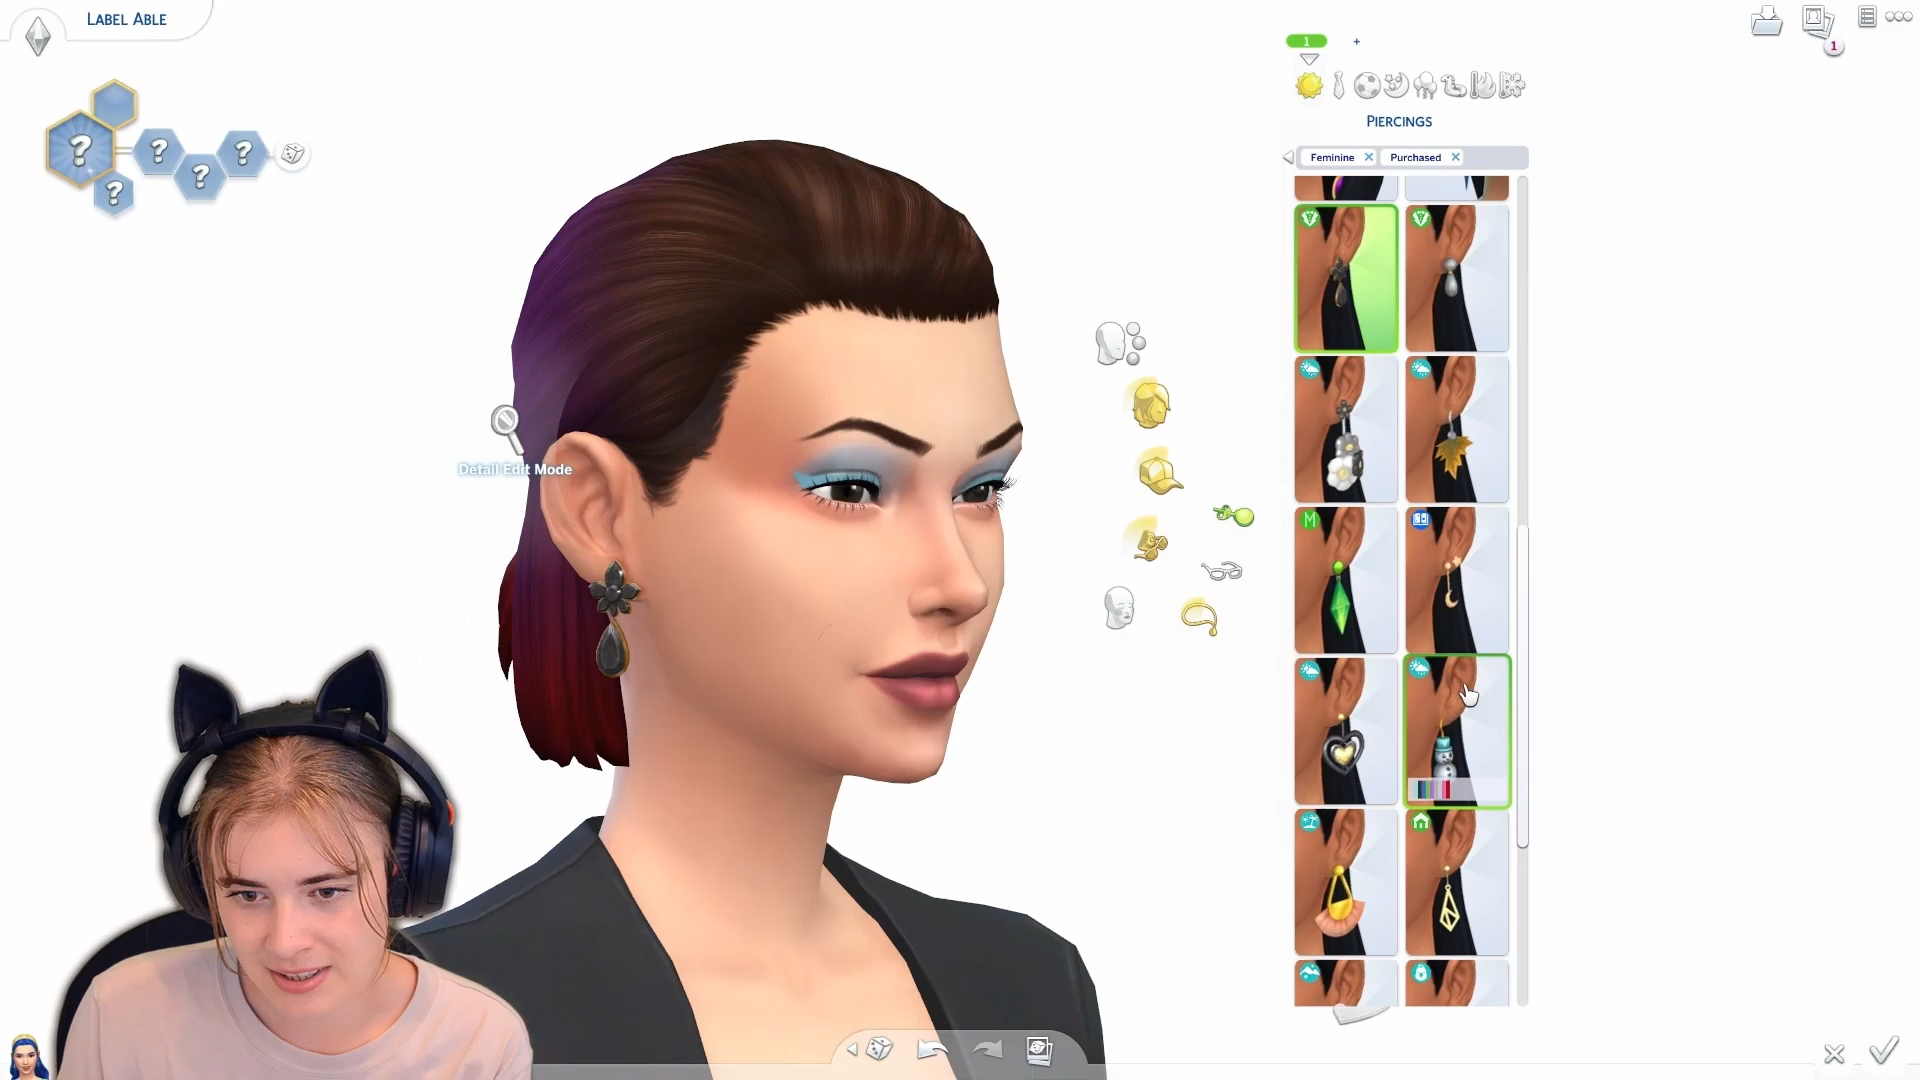 Label Able
1
1
+
Piercings
Feminine
Purchased
Detail Edit Mode